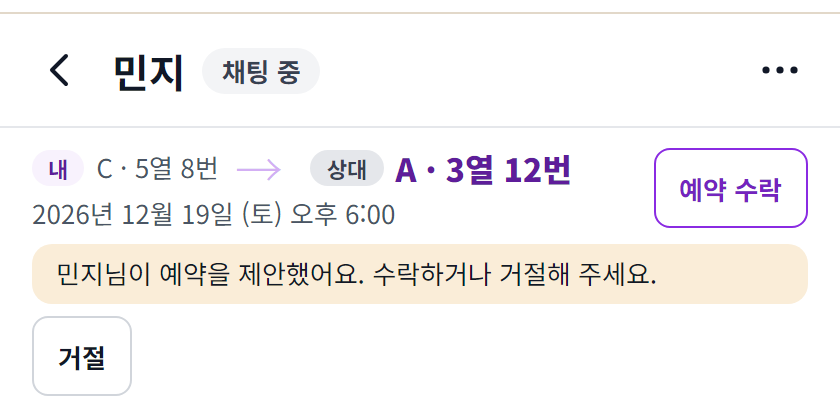 민지 채팅 중
내 C · 5열 8번 → 상대 A · 3열 12번
예약 수락
2026년 12월 19일 (토) 오후 6:00
민지님이 예약을 제안했어요. 수락하거나 거절해 주세요.
거절